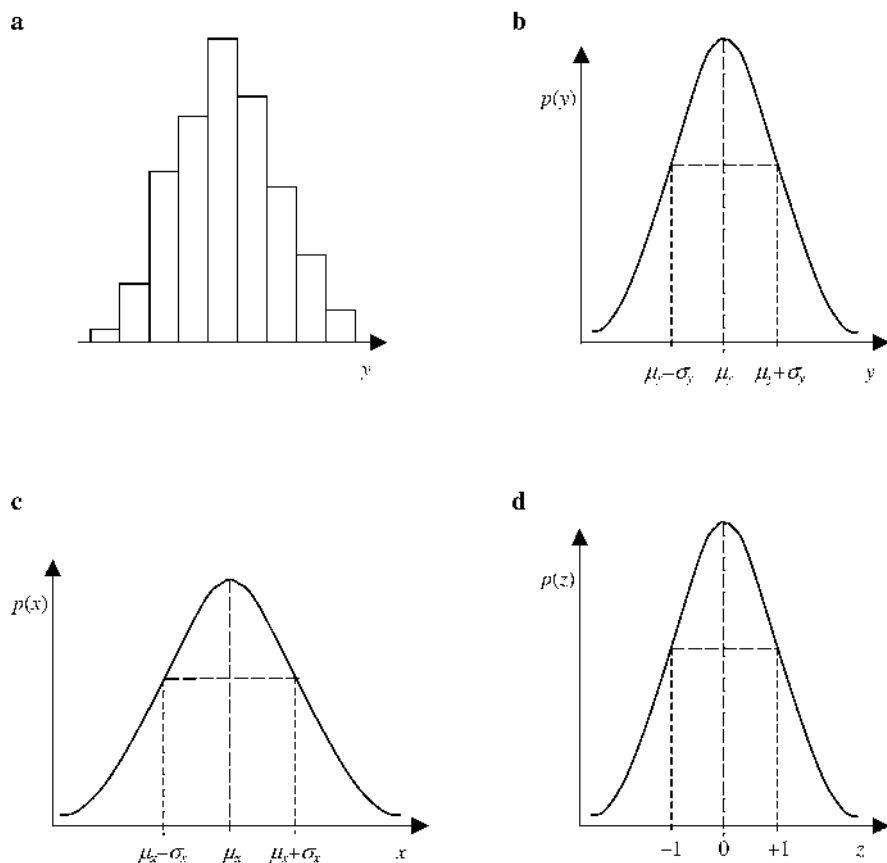 a
y
b
p(y)
μy−σy μy μy+σy y
c
p(x)
μx−σx μx μx+σx x
d
p(z)
−1 0 +1 z